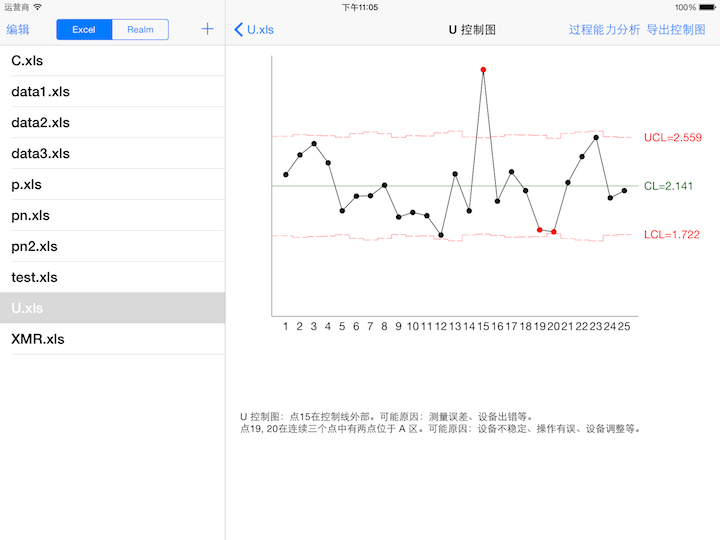 运营商 下午11:05 100%
编辑 Excel Realm + U.xls U 控制图 过程能力分析 导出控制图
C.xls
data1.xls
data2.xls
data3.xls
p.xls
pn.xls
pn2.xls
test.xls
U.xls
XMR.xls
UCL=2.559
CL=2.141
LCL=1.722
1 2 3 4 5 6 7 8 9 10 11 12 13 14 15 16 17 18 19 20 21 22 23 24 25
U 控制图：点15在控制线外部。可能原因：测量误差、设备出错等。
点19, 20在连续三个点中有两点位于 A 区。可能原因：设备不稳定、操作有误、设备调整等。